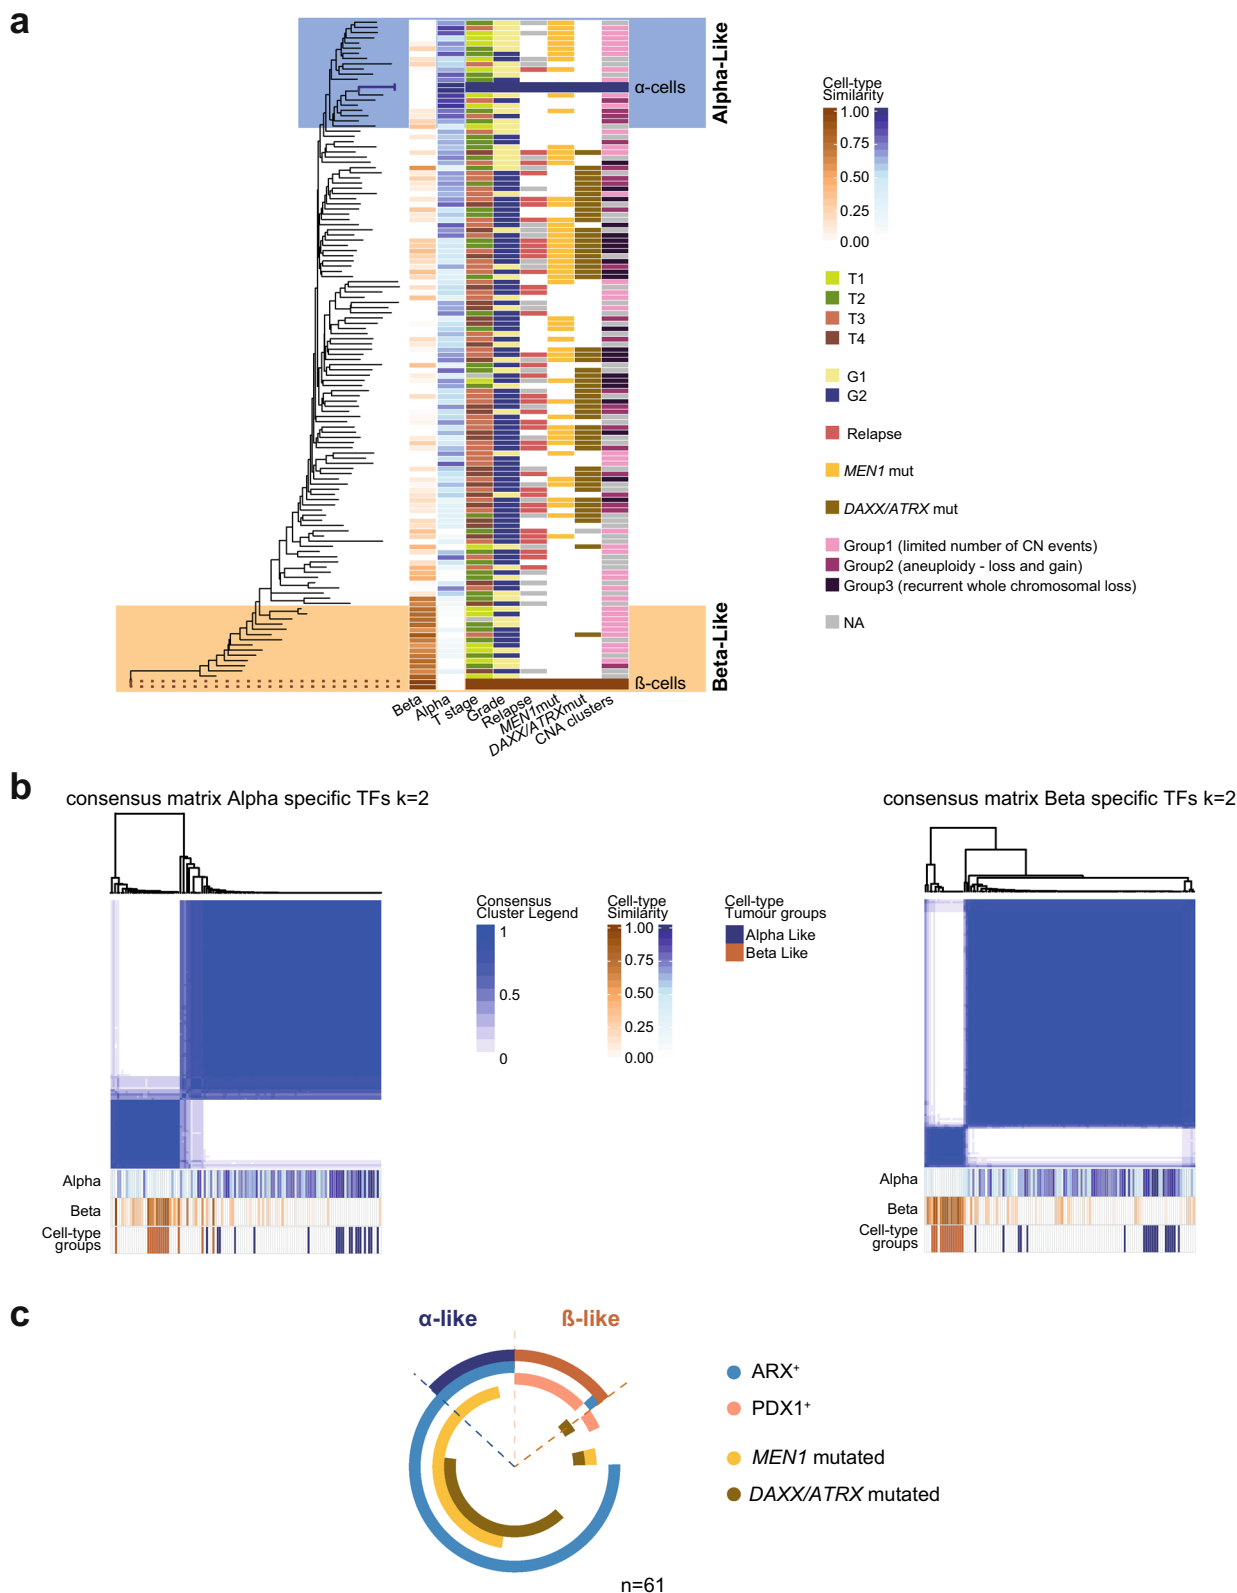 a
Alpha-Like
α-cells
Beta-Like
ß-cells
Beta
Alpha
T stage
Grade
Relapse
MEN1mut
DAXX/ATRXmut
CNA clusters
Cell-type
Similarity
1.00
0.75
0.50
0.25
0.00
T1
T2
T3
T4
G1
G2
Relapse
MEN1 mut
DAXX/ATRX mut
Group1 (limited number of CN events)
Group2 (aneuploidy - loss and gain)
Group3 (recurrent whole chromosomal loss)
NA
b
consensus matrix Alpha specific TFs k=2
Alpha
Beta
Cell-type
groups
Consensus
Cluster Legend
1
0.5
0
Cell-type
Similarity
1.00
0.75
0.50
0.25
0.00
Cell-type
Tumour groups
Alpha Like
Beta Like
consensus matrix Beta specific TFs k=2
Alpha
Beta
Cell-type
groups
c
α-like
ß-like
ARX⁺
PDX1⁺
MEN1 mutated
DAXX/ATRX mutated
n=61